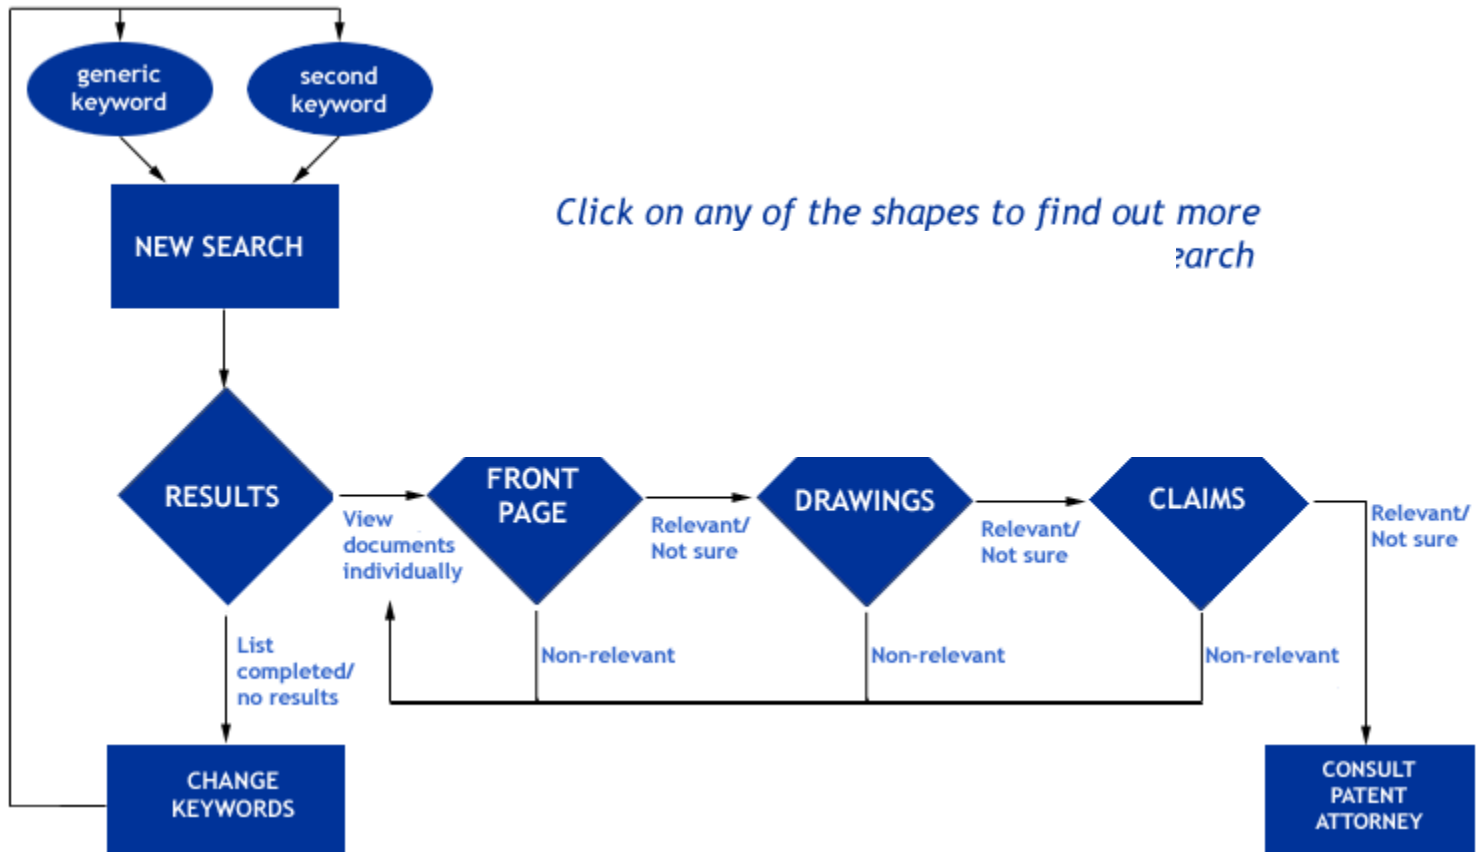 generic
keyword
second
keyword
NEW SEARCH
Click on any of the shapes to find out more
earch
RESULTS
View
documents
individually
FRONT
PAGE
Relevant/
Not sure
DRAWINGS
Relevant/
Not sure
CLAIMS
Relevant/
Not sure
List
completed/
no results
Non-relevant
Non-relevant
Non-relevant
CHANGE
KEYWORDS
CONSULT
PATENT
ATTORNEY